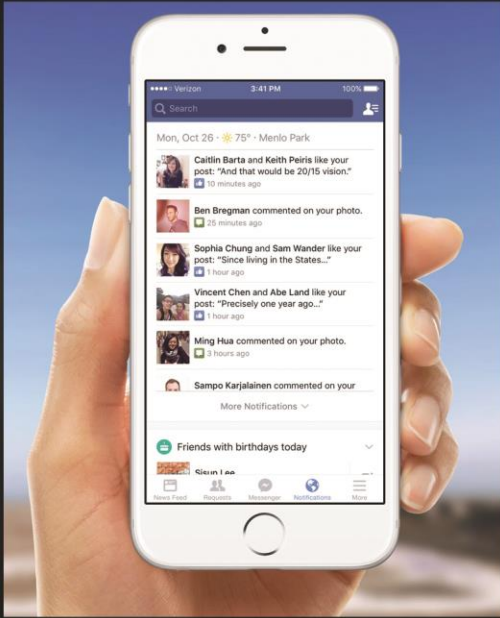 Verizon 3:41 PM 100%
Search
Mon, Oct 26 · 75° · Menlo Park
Caitlin Barta and Keith Peiris like your
post: “And that would be 20/15 vision.”
10 minutes ago
Ben Bregman commented on your photo.
25 minutes ago
Sophia Chung and Sam Wander like your
post: “Since living in the States...”
1 hour ago
Vincent Chen and Abe Land like your
post: “Precisely one year ago...”
1 hour ago
Ming Hua commented on your photo.
3 hours ago
Sampo Karjalainen commented on your
More Notifications
Friends with birthdays today
Sisun Lee
News Feed Requests Messenger Notifications More